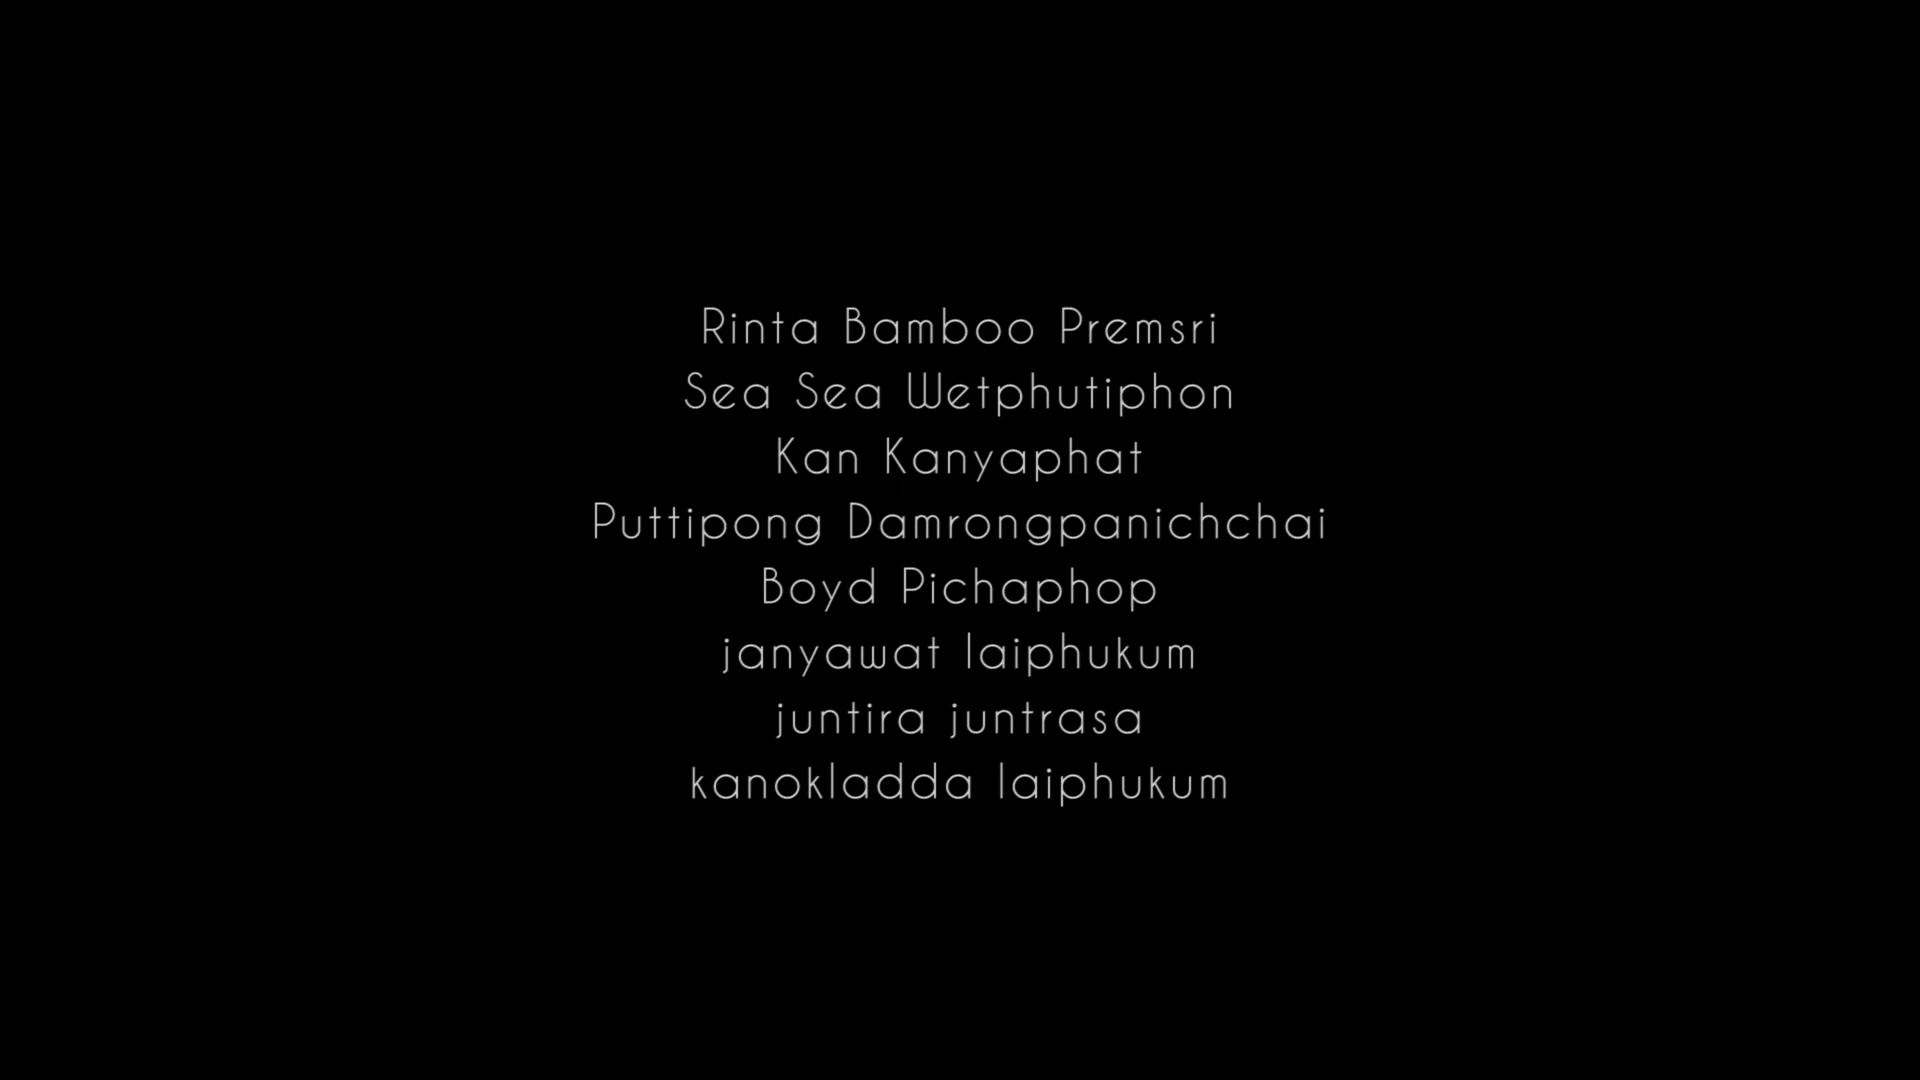 Rinta Bamboo Premsri
Sea Sea Wetphutiphon
Kan Kanyaphat
Puttipong Damrongpanichchai
Boyd Pichaphop
janyawat laiphukum
juntira juntrasa
kanokladda laiphukum